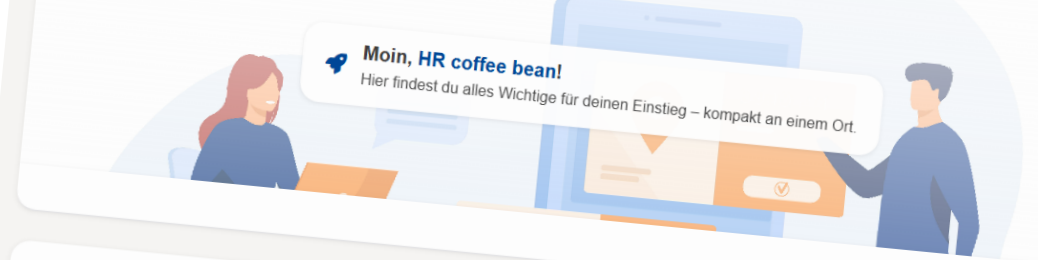 Moin, HR coffee bean!
Hier findest du alles Wichtige für deinen Einstieg – kompakt an einem Ort.